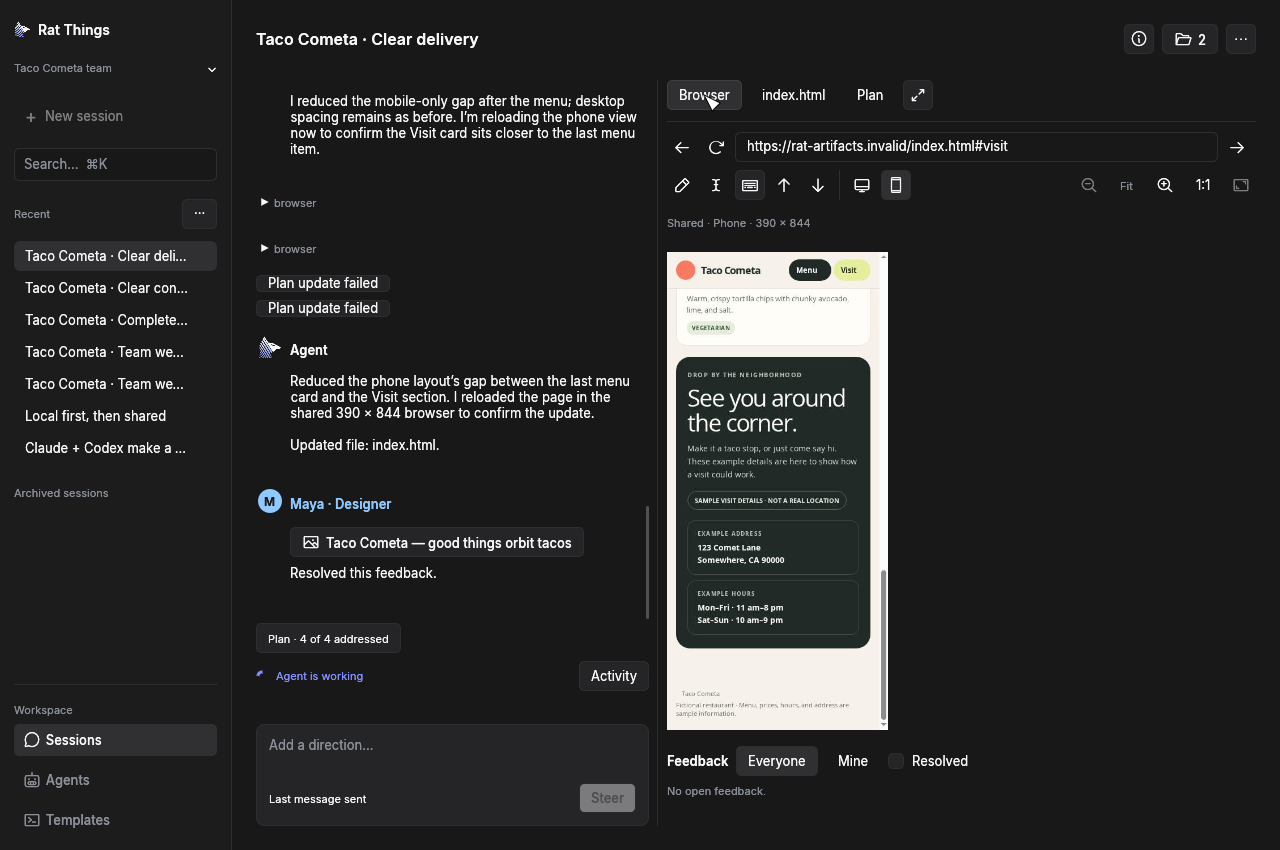 Rat Things
Taco Cometa team
+ New session
Search... ⌘K
Recent
...
Taco Cometa · Clear deli...
Taco Cometa · Clear con...
Taco Cometa · Complete...
Taco Cometa · Team we...
Taco Cometa · Team we...
Local first, then shared
Claude + Codex make a ...
Archived sessions
Workspace
Sessions
Agents
Templates
Taco Cometa · Clear delivery
2
...
I reduced the mobile-only gap after the menu; desktop
spacing remains as before. I’m reloading the phone view
now to confirm the Visit card sits closer to the last menu
item.
browser
browser
Plan update failed
Plan update failed
Agent
Reduced the phone layout’s gap between the last menu
card and the Visit section. I reloaded the page in the
shared 390 × 844 browser to confirm the update.
Updated file: index.html.
M
Maya · Designer
Taco Cometa — good things orbit tacos
Resolved this feedback.
Plan · 4 of 4 addressed
Agent is working
Activity
Add a direction...
Last message sent
Steer
Browser
index.html
Plan
https://rat-artifacts.invalid/index.html#visit
Fit
1:1
Shared · Phone · 390 × 844
Taco Cometa
Menu
Visit
Warm, crispy tortilla chips with chunky avocado,
lime, and salt.
VEGETARIAN
DROP BY THE NEIGHBORHOOD
See you around
the corner.
Make it a taco stop, or just come say hi.
These example details are here to show how
a visit could work.
SAMPLE VISIT DETAILS · NOT A REAL LOCATION
EXAMPLE ADDRESS
123 Comet Lane
Somewhere, CA 90000
EXAMPLE HOURS
Mon–Fri · 11 am–8 pm
Sat–Sun · 10 am–9 pm
Taco Cometa
Fictional restaurant · Menu, prices, hours, and address are
sample information.
Feedback
Everyone
Mine
Resolved
No open feedback.